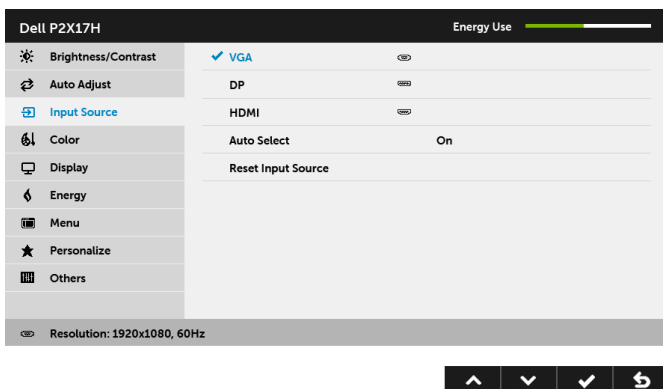 Dell P2X17H Energy Use
Brightness/Contrast VGA
Auto Adjust DP
Input Source HDMI
Color Auto Select On
Display Reset Input Source
Energy
Menu
Personalize
Others
Resolution: 1920x1080, 60Hz